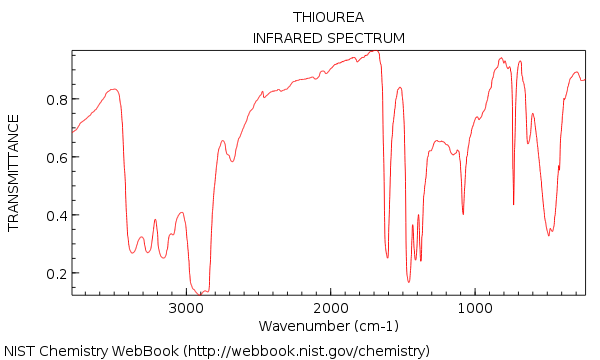 THIOUREA
INFRARED SPECTRUM
TRANSMITTANCE
0.8
0.6
0.4
0.2
3000 2000 1000
Wavenumber (cm-1)
NIST Chemistry WebBook (http://webbook.nist.gov/chemistry)